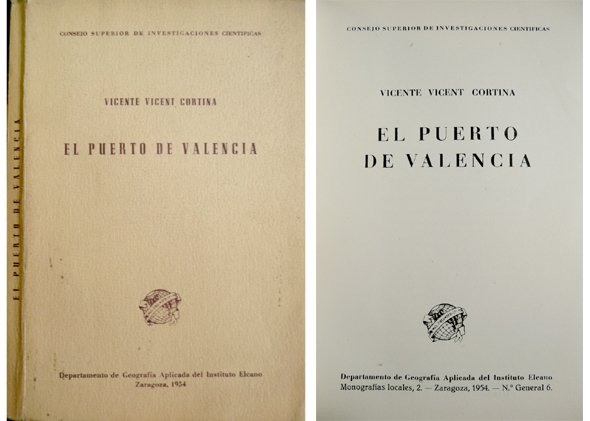 EL PUERTO DE VALENCIA
CONSEJO SUPERIOR DE INVESTIGACIONES CIENTIFICAS
VICENTE VICENT CORTINA
EL PUERTO DE VALENCIA
Departamento de Geografía Aplicada del Instituto Elcano
Zaragoza, 1954
CONSEJO SUPERIOR DE INVESTIGACIONES CIENTIFICAS
VICENTE VICENT CORTINA
EL PUERTO
DE VALENCIA
Departamento de Geografía Aplicada del Instituto Elcano
Monografías locales, 2. — Zaragoza, 1954. — N.º General 6.